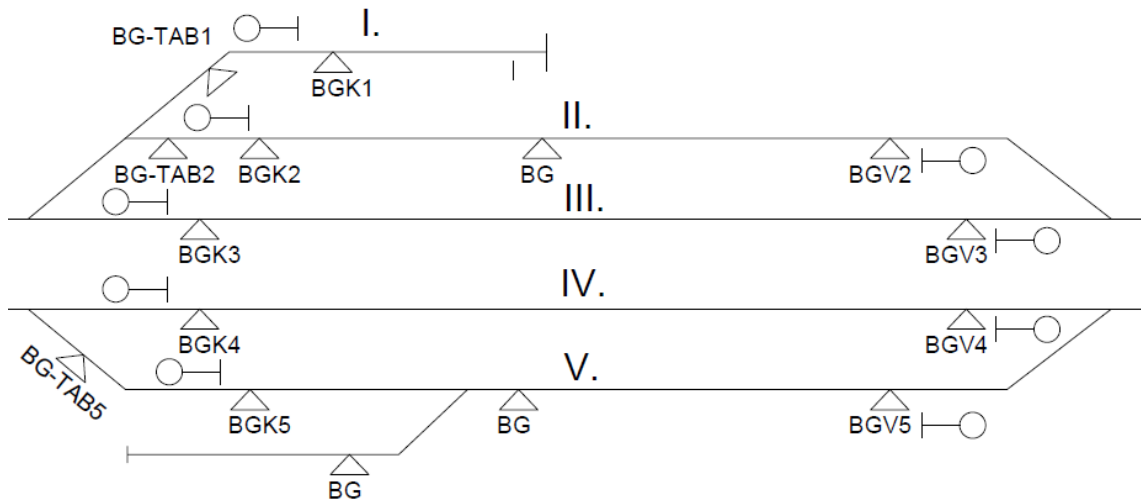 BG-TAB1
I.
BGK1
II.
BG-TAB2
BGK2
BG
BGV2
III.
BGK3
BGV3
IV.
BGK4
BGV4
BG-TAB5
V.
BGK5
BG
BGV5
BG